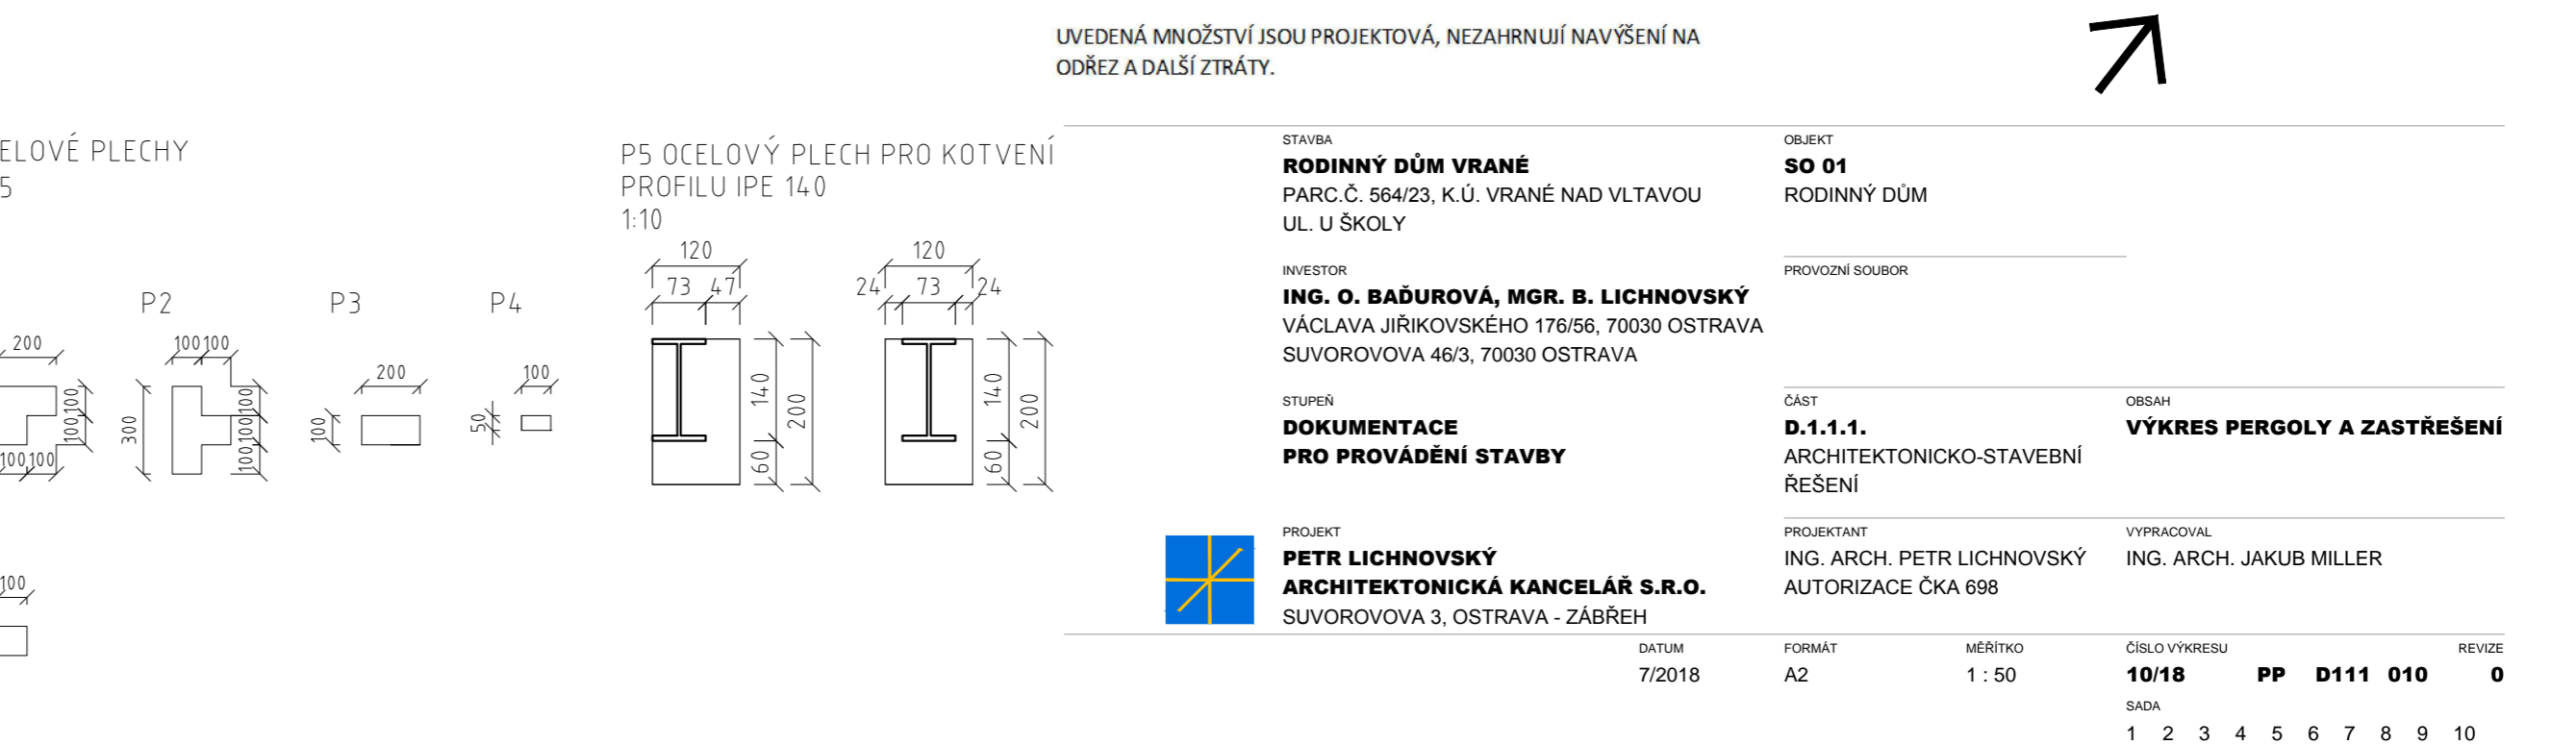 UVEDENÁ MNOŽSTVÍ JSOU PROJEKTOVÁ, NEZAHRNUJÍ NAVÝŠENÍ NA
ODŘEZ A DALŠÍ ZTRÁTY.
ELOVÉ PLECHY
5
P2
P3
P4
200
100 100
100
100
100 100
300
100
100
100
200
100
100
50
100
P5 OCELOVÝ PLECH PRO KOTVENÍ
PROFILU IPE 140
1:10
120
73 47
140
60
200
120
24 73 24
140
60
200
STAVBA
RODINNÝ DŮM VRANÉ
PARC.Č. 564/23, K.Ú. VRANÉ NAD VLTAVOU
UL. U ŠKOLY
OBJEKT
SO 01
RODINNÝ DŮM
INVESTOR
ING. O. BAĎUROVÁ, MGR. B. LICHNOVSKÝ
VÁCLAVA JIŘIKOVSKÉHO 176/56, 70030 OSTRAVA
SUVOROVOVA 46/3, 70030 OSTRAVA
PROVOZNÍ SOUBOR
STUPEŇ
DOKUMENTACE
PRO PROVÁDĚNÍ STAVBY
ČÁST
D.1.1.1.
ARCHITEKTONICKO-STAVEBNÍ
ŘEŠENÍ
OBSAH
VÝKRES PERGOLY A ZASTŘEŠENÍ
PROJEKT
PETR LICHNOVSKÝ
ARCHITEKTONICKÁ KANCELÁŘ S.R.O.
SUVOROVOVA 3, OSTRAVA - ZÁBŘEH
PROJEKTANT
ING. ARCH. PETR LICHNOVSKÝ
AUTORIZACE ČKA 698
VYPRACOVAL
ING. ARCH. JAKUB MILLER
DATUM
7/2018
FORMÁT
A2
MĚŘÍTKO
1 : 50
ČÍSLO VÝKRESU REVIZE
10/18 PP D111 010 0
SADA
1 2 3 4 5 6 7 8 9 10